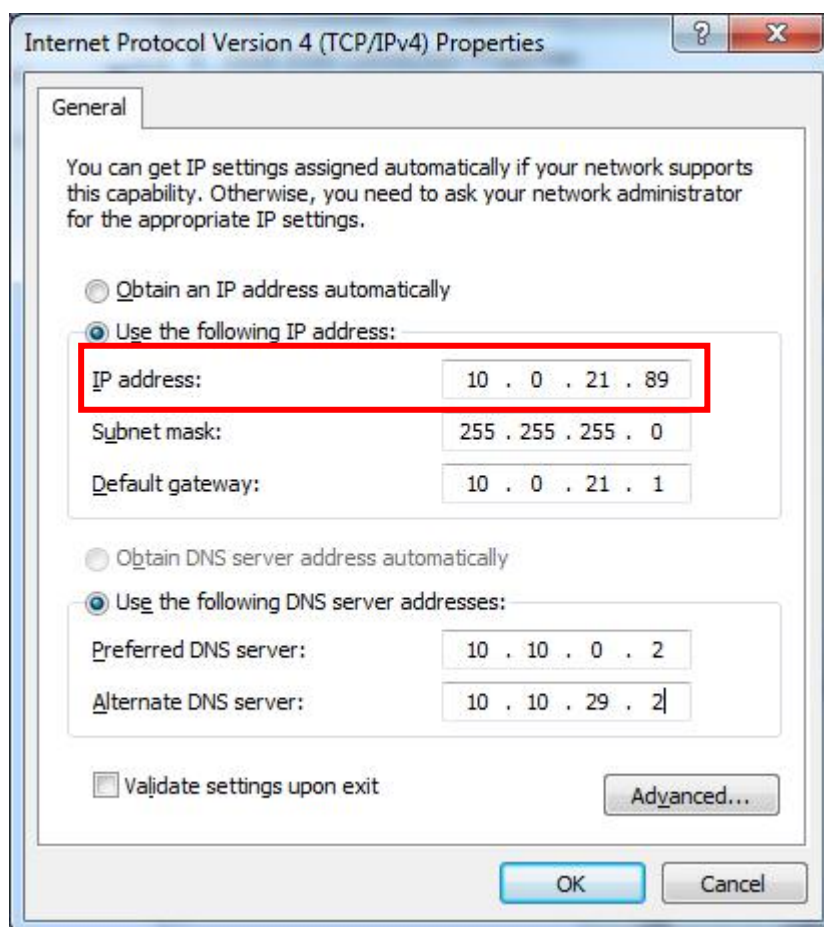 Internet Protocol Version 4 (TCP/IPv4) Properties
General
You can get IP settings assigned automatically if your network supports
this capability. Otherwise, you need to ask your network administrator
for the appropriate IP settings.
Obtain an IP address automatically
Use the following IP address:
IP address: 10 . 0 . 21 . 89
Subnet mask: 255 . 255 . 255 . 0
Default gateway: 10 . 0 . 21 . 1
Obtain DNS server address automatically
Use the following DNS server addresses:
Preferred DNS server: 10 . 10 . 0 . 2
Alternate DNS server: 10 . 10 . 29 . 2
Validate settings upon exit
Advanced...
OK Cancel